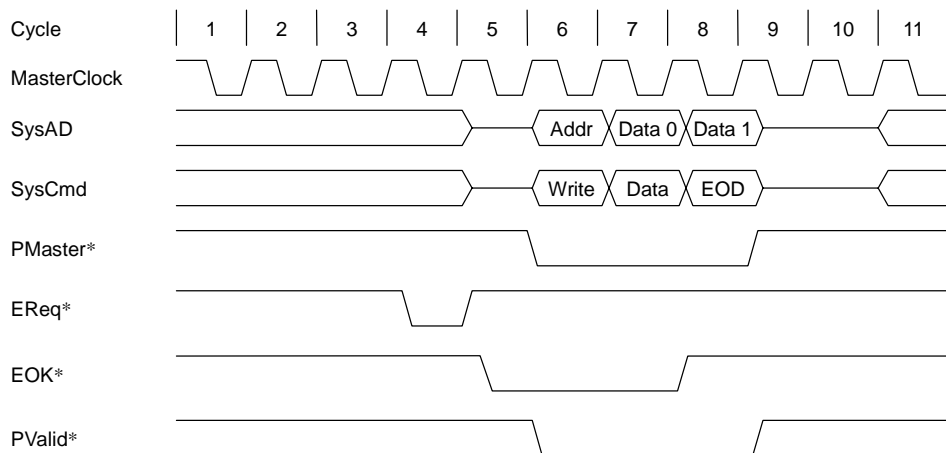 Cycle 1 2 3 4 5 6 7 8 9 10 11
MasterClock
SysAD Addr Data 0 Data 1
SysCmd Write Data EOD
PMaster*
EReq*
EOK*
PValid*